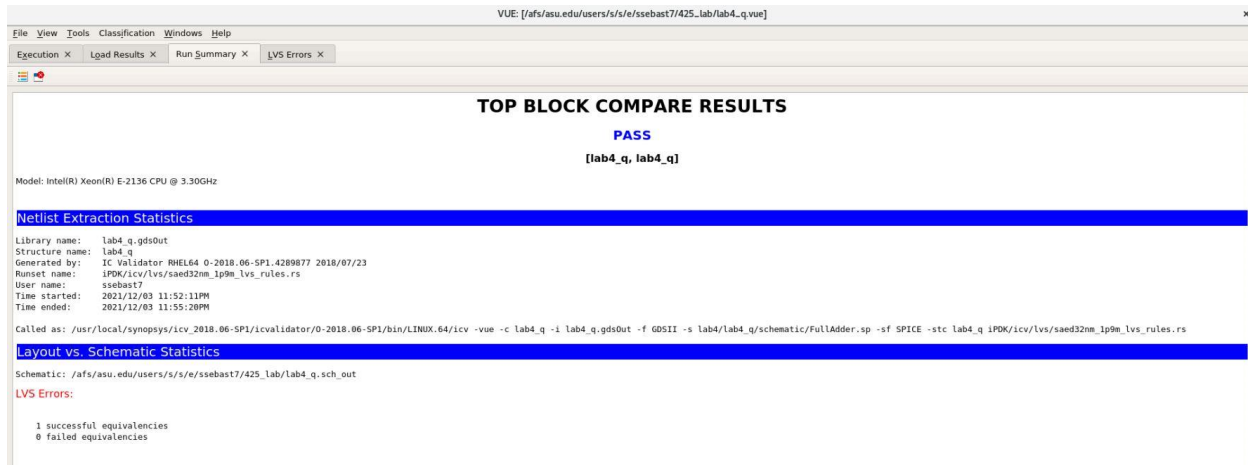 VUE: [/afs/asu.edu/users/s/s/e/ssebast7/425_lab/lab4_q.vue]
File View Tools Classification Windows Help
Execution Load Results Run Summary LVS Errors
TOP BLOCK COMPARE RESULTS
PASS
[lab4_q, lab4_q]
Model: Intel(R) Xeon(R) E-2136 CPU @ 3.30GHz
Netlist Extraction Statistics
Library name: lab4_q.gdsOut
Structure name: lab4_q
Generated by: IC Validator RHEL64 O-2018.06-SP1.4289877 2018/07/23
Runset name: iPDK/icv/lvs/saed32nm_1p9m_lvs_rules.rs
User name: ssebast7
Time started: 2021/12/03 11:52:11PM
Time ended: 2021/12/03 11:55:20PM
Called as: /usr/local/synopsys/icv_2018.06-SP1/icvalidator/O-2018.06-SP1/bin/LINUX.64/icv -vue -c lab4_q -i lab4_q.gdsOut -f GDSII -s lab4/lab4_q/schematic/FullAdder.sp -sf SPICE -stc lab4_q iPDK/icv/lvs/saed32nm_1p9m_lvs_rules.rs
Layout vs. Schematic Statistics
Schematic: /afs/asu.edu/users/s/s/e/ssebast7/425_lab/lab4_q.sch_out
LVS Errors:
1 successful equivalencies
0 failed equivalencies